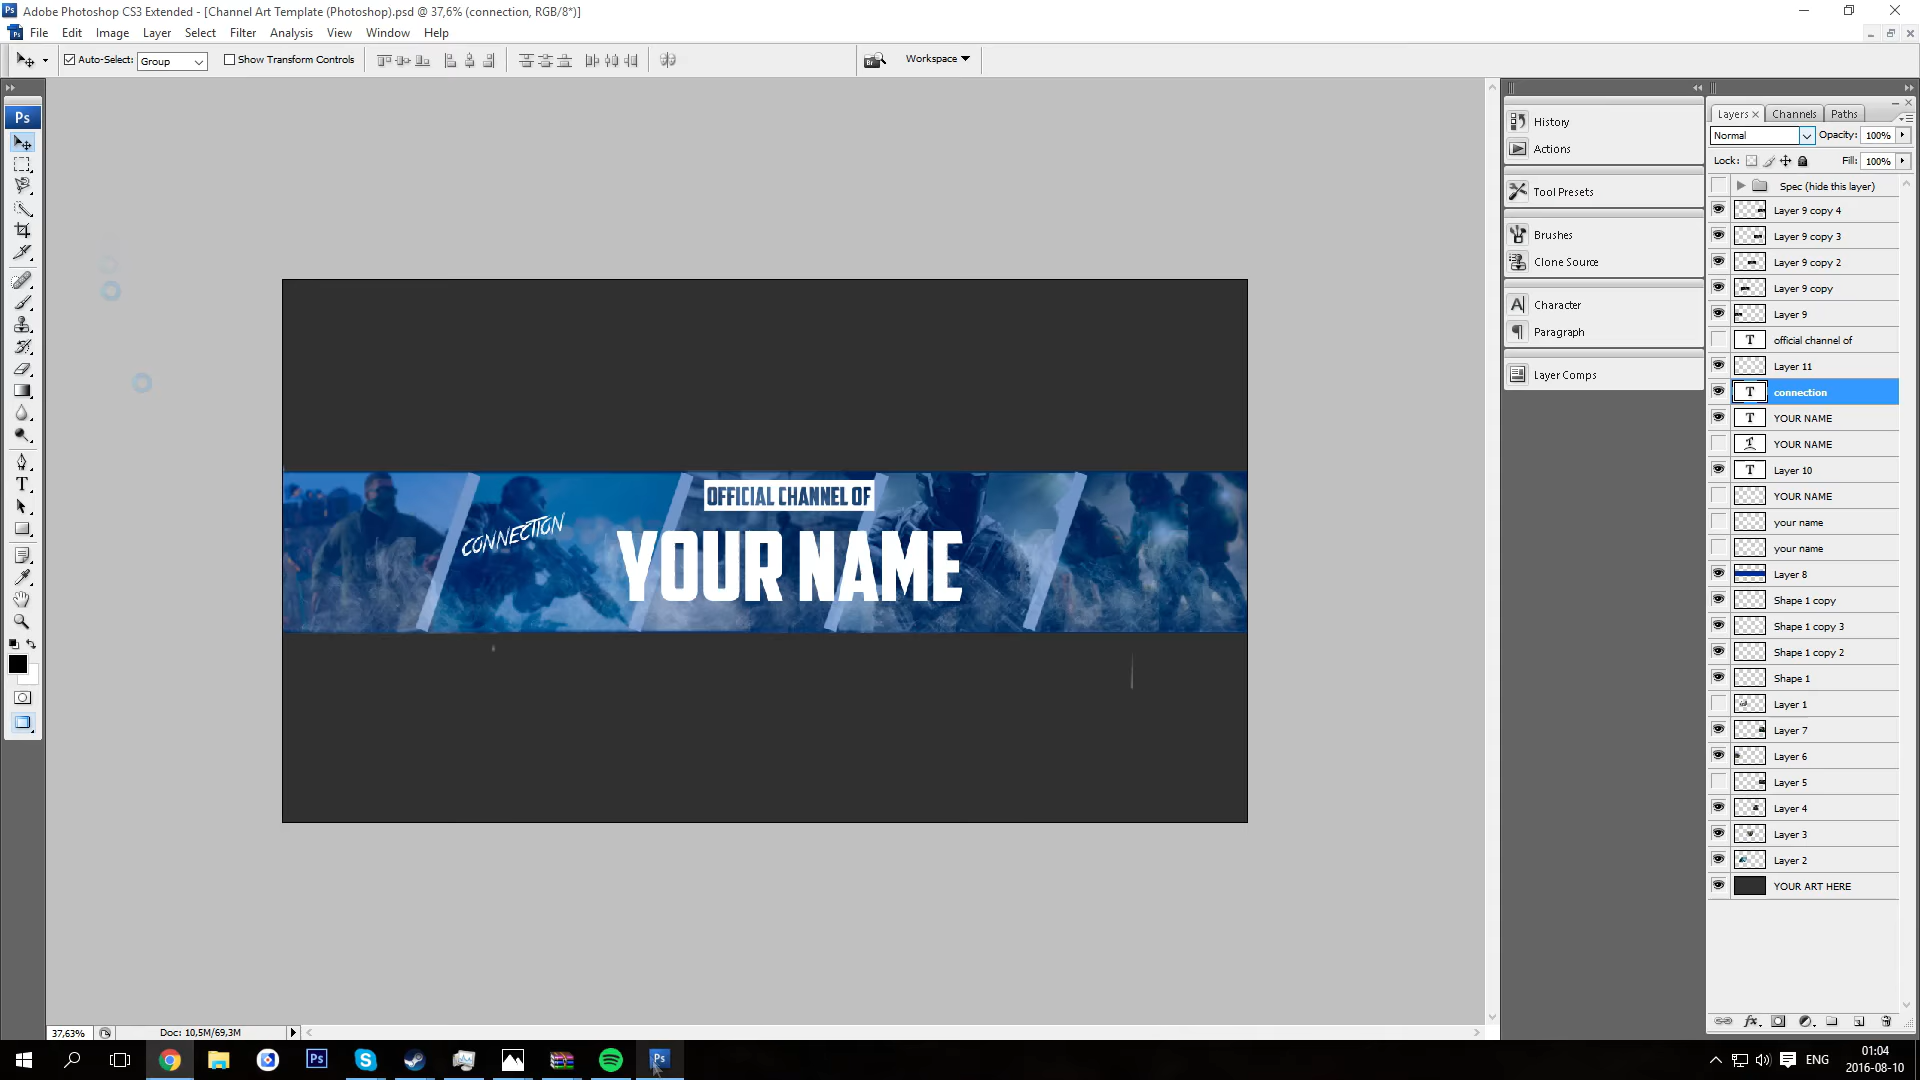 Adobe Photoshop CS3 Extended - [Channel Art Template (Photoshop).psd @ 37,6% (connection, RGB/8*)]
File Edit Image Layer Select Filter Analysis View Window Help
Auto-Select: Group Show Transform Controls Workspace
Ps
History
Actions
Tool Presets
Brushes
Clone Source
Character
Paragraph
Layer Comps
Layers Channels Paths
Normal Opacity: 100%
Lock: Fill: 100%
Spec (hide this layer)
Layer 9 copy 4
Layer 9 copy 3
Layer 9 copy 2
Layer 9 copy
Layer 9
official channel of
Layer 11
connection
YOUR NAME
YOUR NAME
Layer 10
YOUR NAME
your name
your name
Layer 8
Shape 1 copy
Shape 1 copy 3
Shape 1 copy 2
Shape 1
Layer 1
Layer 7
Layer 6
Layer 5
Layer 4
Layer 3
Layer 2
YOUR ART HERE
OFFICIAL CHANNEL OF
CONNECTION
YOUR NAME
37,63% Doc: 10,5M/69,3M
ENG 01:04
2016-08-10